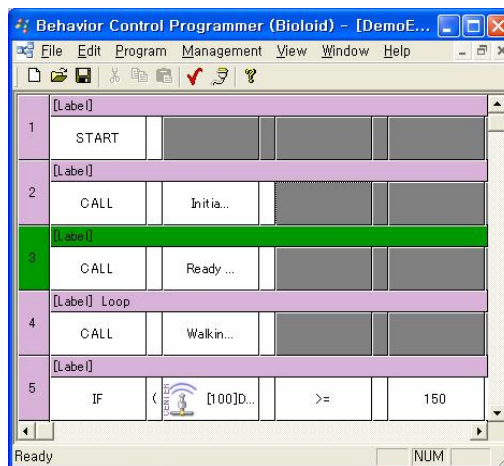 Behavior Control Programmer (Bioloid) - [DemoE...
File Edit Program Management View Window Help
[Label]
1 START
[Label]
2 CALL Initia...
[Label]
3 CALL Ready ...
[Label] Loop
4 CALL Walkin...
[Label]
5 IF ( CENTER [100]D... >= 150
Ready NUM